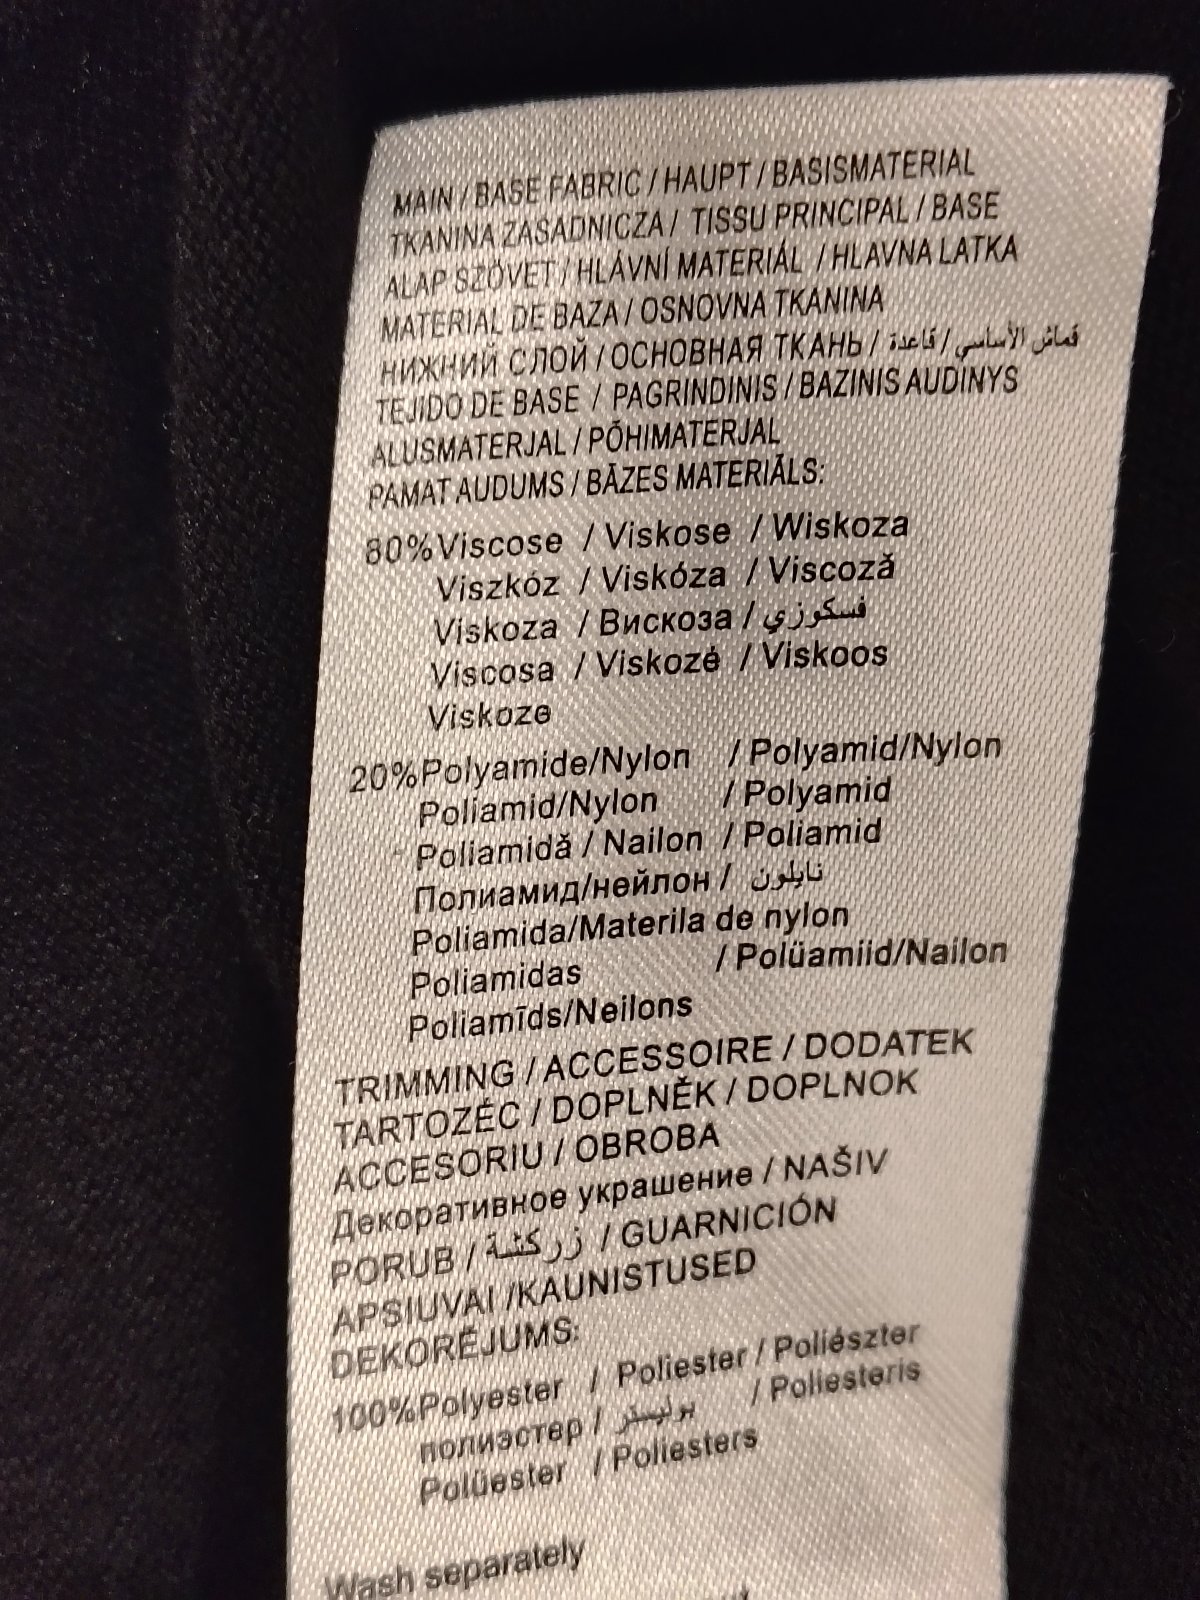 MAIN / BASE FABRIC / HAUPT / BASISMATERIAL
TKANINA ZASADNICZA / TISSU PRINCIPAL / BASE
ALAP SZÖVET / HLÁVNÍ MATERIÁL / HLAVNA LATKA
MATERIAL DE BAZA / OSNOVNA TKANINA
НИЖНИЙ СЛОЙ / ОСНОВНАЯ ТКАНЬ / قاعدة / قماش الأساسي
TEJIDO DE BASE / PAGRINDINIS / BAZINIS AUDINYS
ALUSMATERJAL / PÕHIMATERJAL
PAMAT AUDUMS / BĀZES MATERIĀLS:
80% Viscose / Viskose / Wiskoza
Viszkóz / Viskóza / Viscoză
Viskoza / Вискоза / فسكوزي
Viscosa / Viskozė / Viskoos
Viskoze
20% Polyamide/Nylon / Polyamid/Nylon
Poliamid/Nylon / Polyamid
Poliamidă / Nailon / Poliamid
Полиамид/нейлон / نايلون
Poliamida/Materila de nylon
Poliamidas / Polüamiid/Nailon
Poliamīds/Neilons
TRIMMING / ACCESSOIRE / DODATEK
TARTOZÉC / DOPLNĚK / DOPLNOK
ACCESORIU / OBROBA
Декоративное украшение / NAŠIV
PORUB / زركشة / GUARNICIÓN
APSIUVAI /KAUNISTUSED
DEKORĒJUMS:
100% Polyester / Poliester / Poliészter
полиэстер / بوليستر / Poliesteris
Polüester / Poliesters
Wash separately